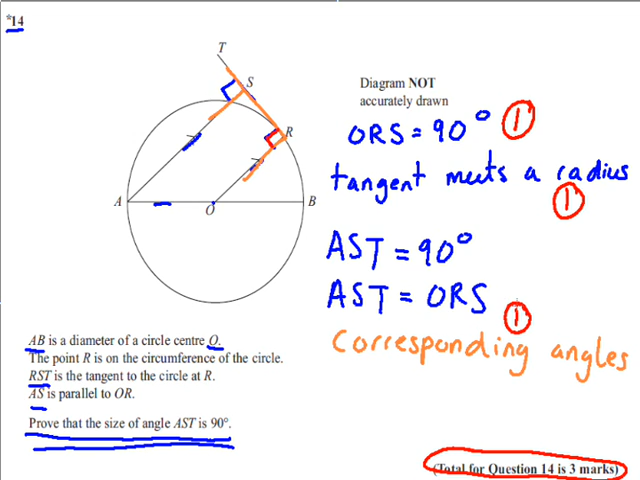 *14
T
S
R
A
O
B
Diagram NOT
accurately drawn
ORS = 90° 1
tangent meets a radius
1
AST = 90°
AST = ORS
1
corresponding angles
AB is a diameter of a circle centre O.
The point R is on the circumference of the circle.
RST is the tangent to the circle at R.
AS is parallel to OR.
Prove that the size of angle AST is 90°.
(Total for Question 14 is 3 marks)